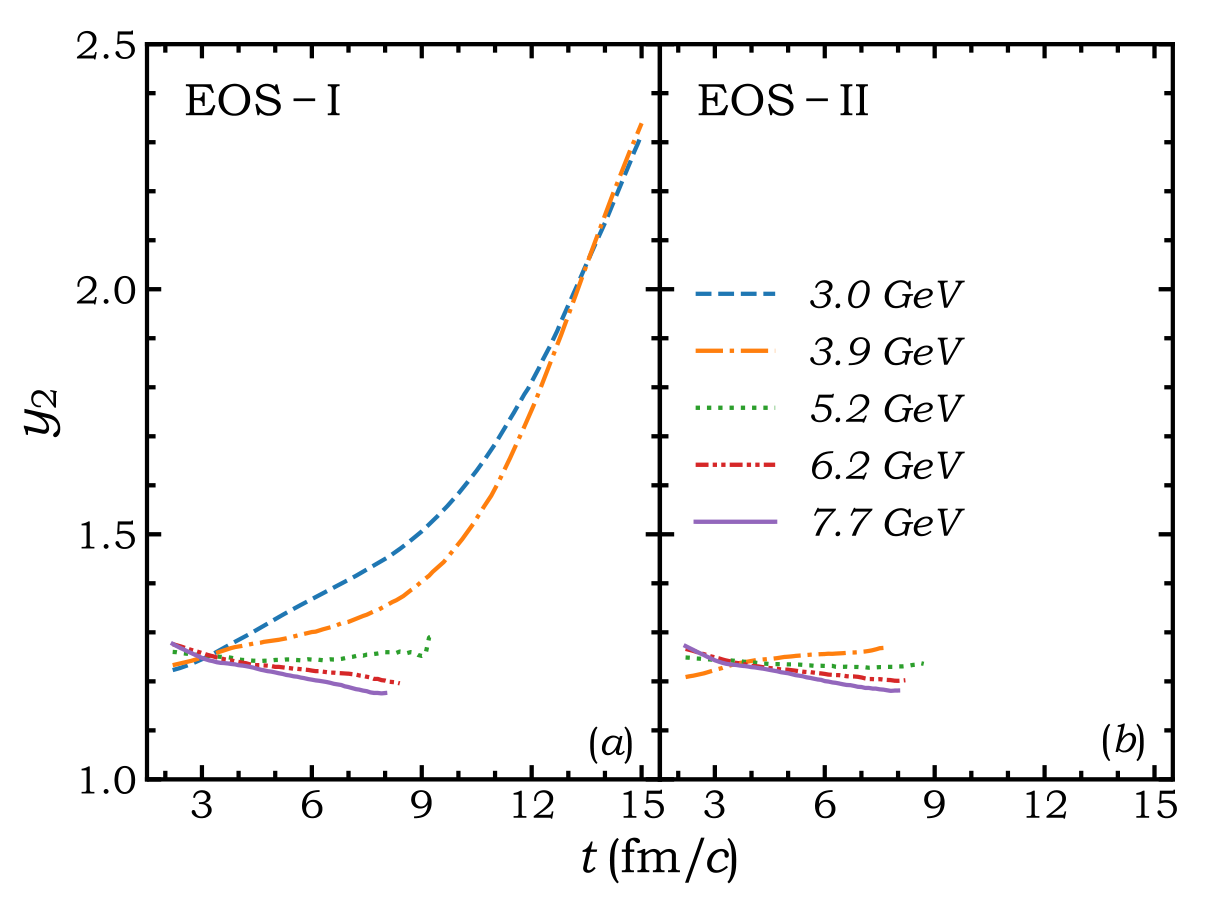 2.5
2.0
1.5
1.0
y2
EOS – I
EOS – II
3.0 GeV
3.9 GeV
5.2 GeV
6.2 GeV
7.7 GeV
(a)
(b)
3 6 9 12 15 3 6 9 12 15
t (fm/c)